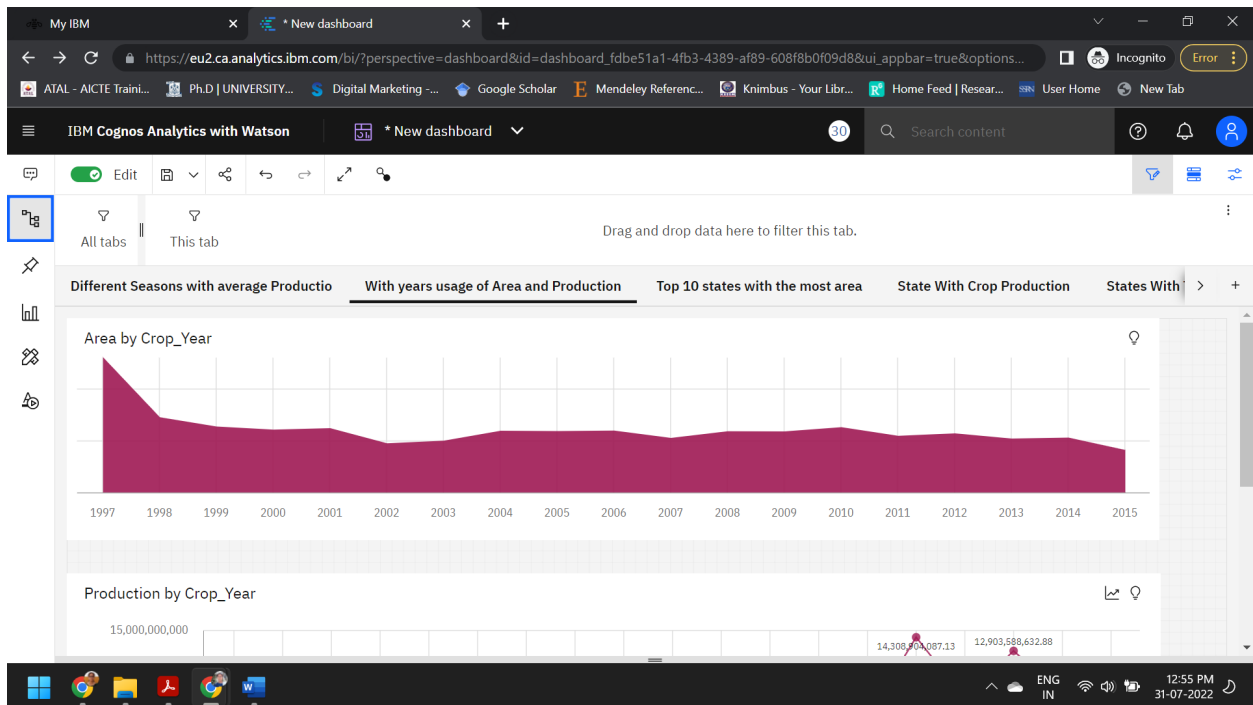 My IBM
* New dashboard
https://eu2.ca.analytics.ibm.com/bi/?perspective=dashboard&id=dashboard_fdbe51a1-4fb3-4389-af89-608f8b0f09d8&ui_appbar=true&options...
Incognito
Error
ATAL - AICTE Traini...
Ph.D | UNIVERSITY...
Digital Marketing -...
Google Scholar
Mendeley Referenc...
Knimbus - Your Libr...
Home Feed | Resear...
User Home
New Tab
IBM Cognos Analytics with Watson
* New dashboard
30
Search content
Edit
All tabs
This tab
Drag and drop data here to filter this tab.
Different Seasons with average Productio
With years usage of Area and Production
Top 10 states with the most area
State With Crop Production
States With
Area by Crop_Year
1997 1998 1999 2000 2001 2002 2003 2004 2005 2006 2007 2008 2009 2010 2011 2012 2013 2014 2015
Production by Crop_Year
15,000,000,000
14,308,904,087.13
12,903,588,632.88
ENG
IN
12:55 PM
31-07-2022